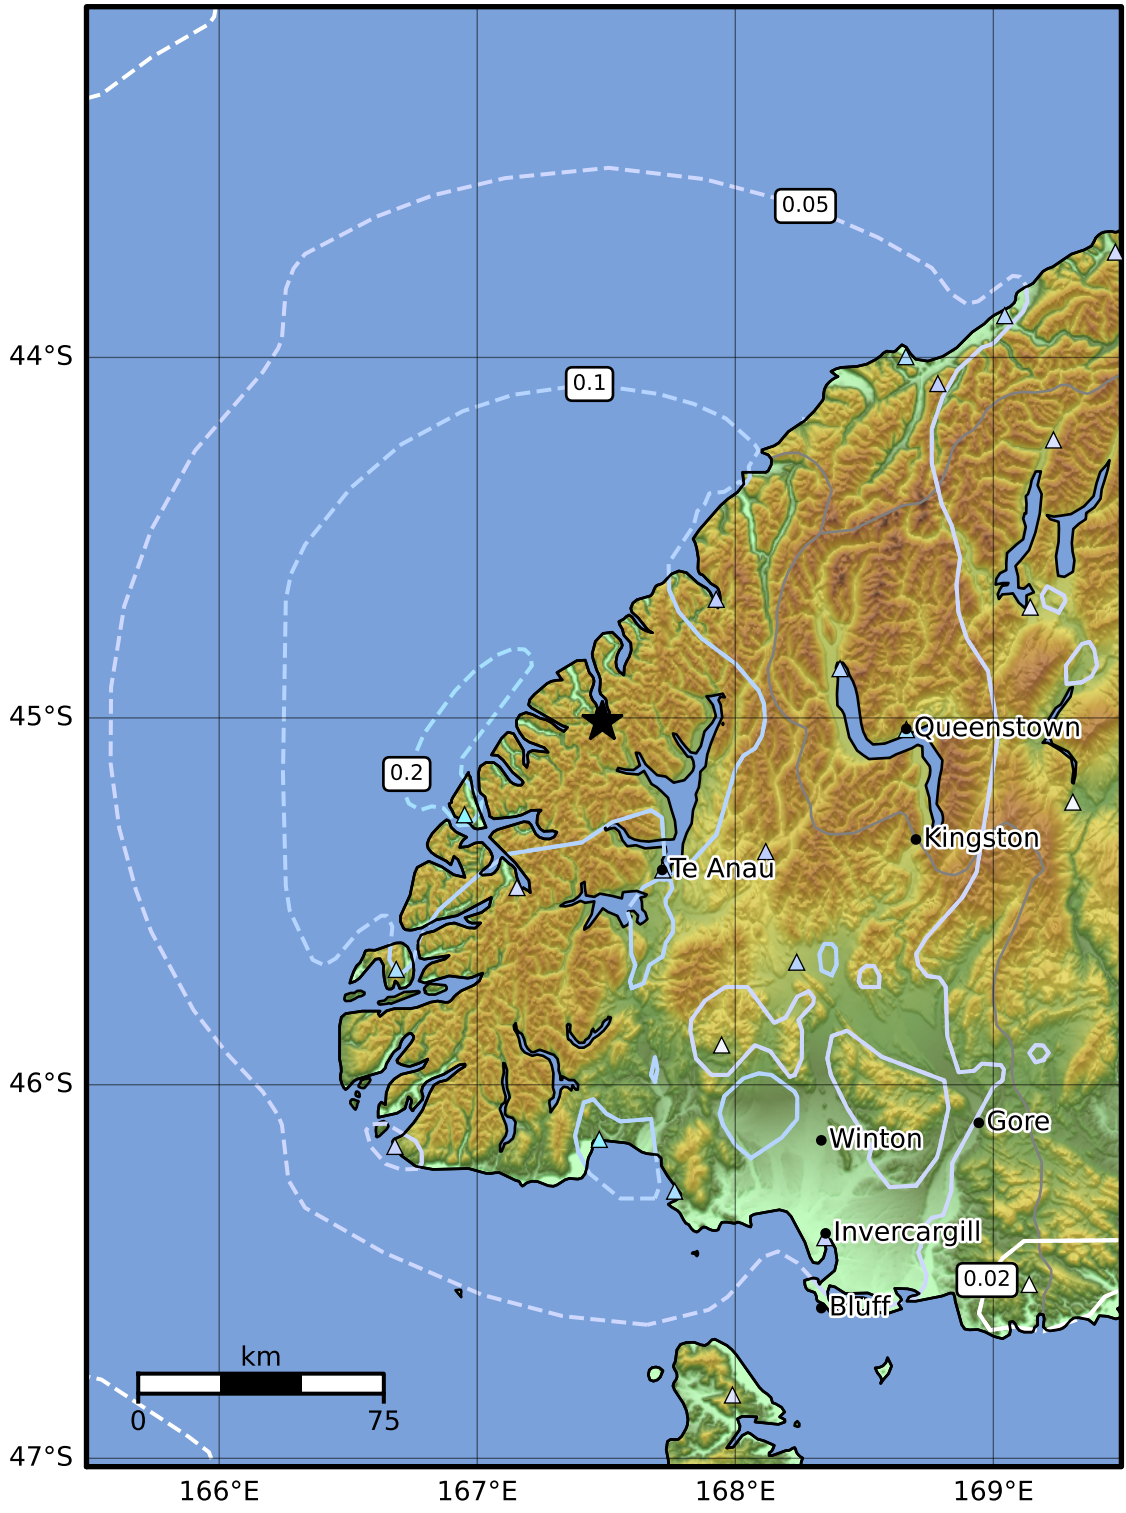 0.05
44°S
0.1
45°S
Queenstown
0.2
Kingston
Te Anau
46°S
Gore
Winton
Invercargill
0.02
Bluff
km
0 75
47°S
166°E 167°E 168°E 169°E